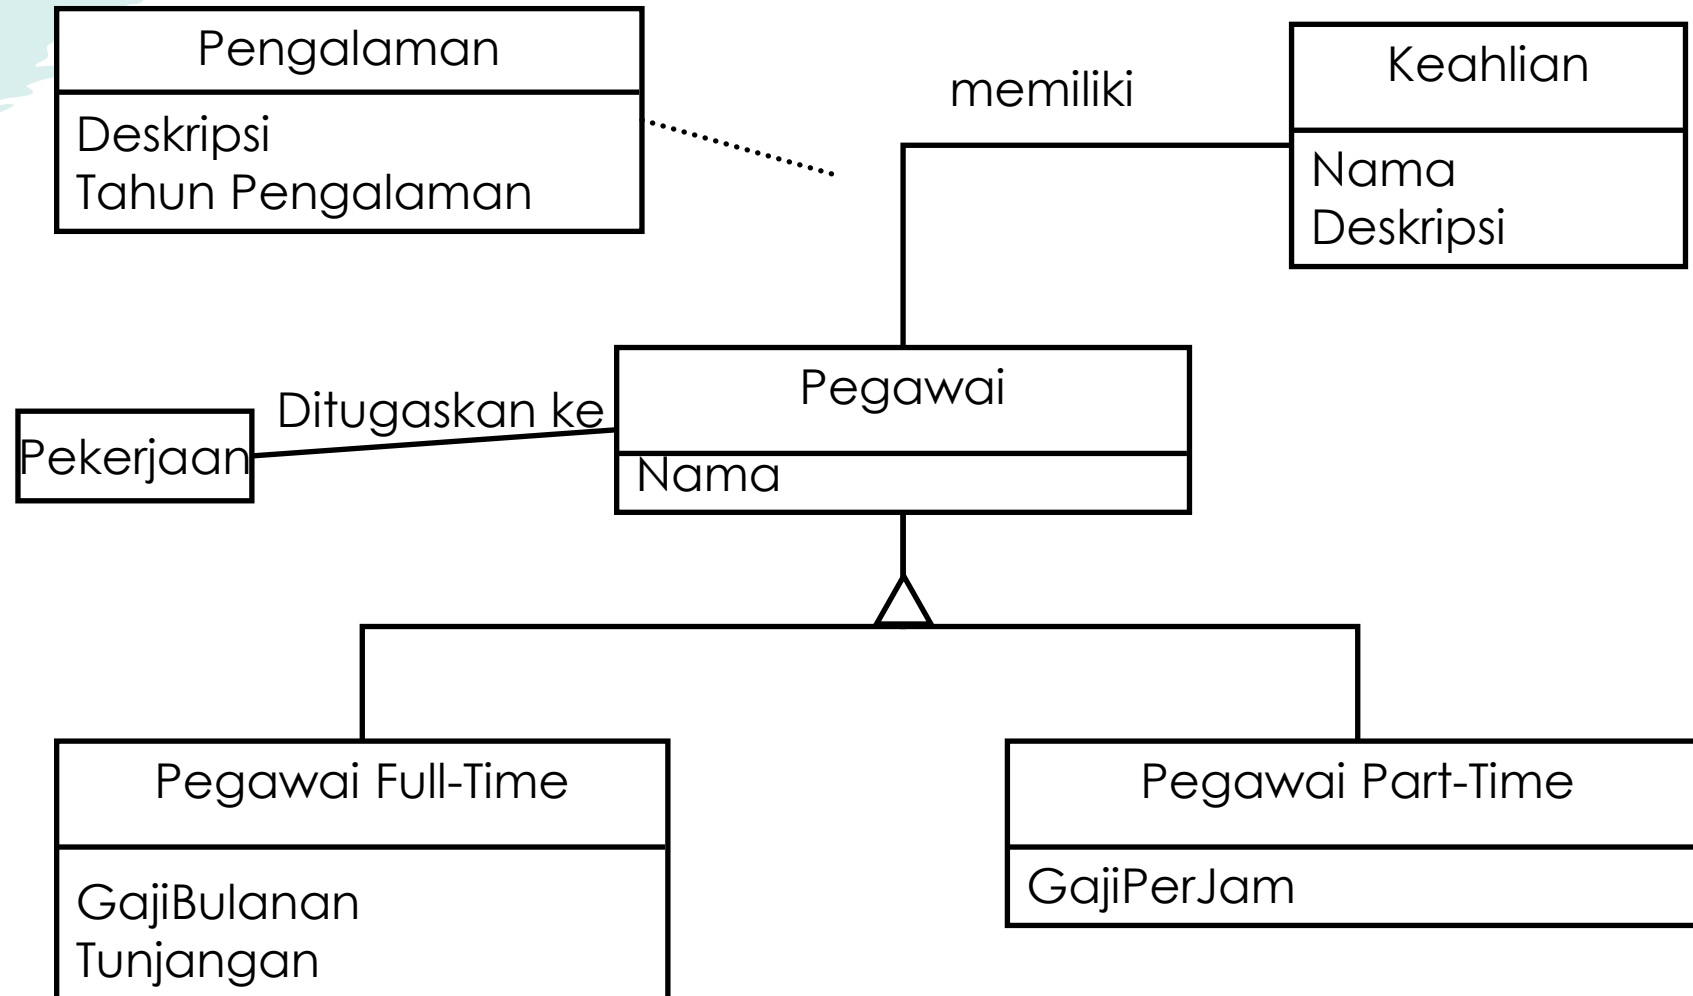 Pengalaman
Deskripsi
Tahun Pengalaman
memiliki
Keahlian
Nama
Deskripsi
Pekerjaan
Ditugaskan ke
Pegawai
Nama
Pegawai Full-Time
GajiBulanan
Tunjangan
Pegawai Part-Time
GajiPerJam